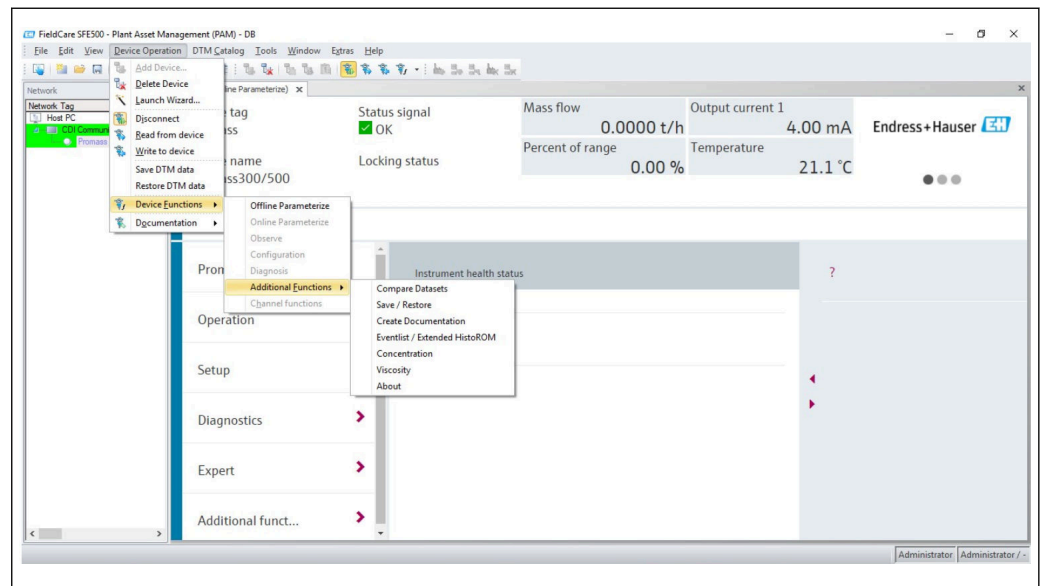 FieldCare SFE500 - Plant Asset Management (PAM) - DB
File Edit View Device Operation DTM Catalog Tools Window Extras Help
Network
Network Tag
Host PC
CDI Commun
Promass
Add Device...
Delete Device
Launch Wizard...
Disconnect
Read from device
Write to device
Save DTM data
Restore DTM data
Device Functions
Documentation
Offline Parameterize
Online Parameterize
Observe
Configuration
Diagnosis
Additional Functions
Channel functions
Compare Datasets
Save / Restore
Create Documentation
Eventlist / Extended HistoROM
Concentration
Viscosity
About
ine Parameterize)
tag
ss
name
ss300/500
Status signal
OK
Locking status
Mass flow
0.0000 t/h
Percent of range
0.00 %
Output current 1
4.00 mA
Temperature
21.1 °C
Endress+Hauser
EH
Instrument health status
?
Pron
Operation
Setup
Diagnostics
Expert
Additional funct...
Administrator Administrator / -